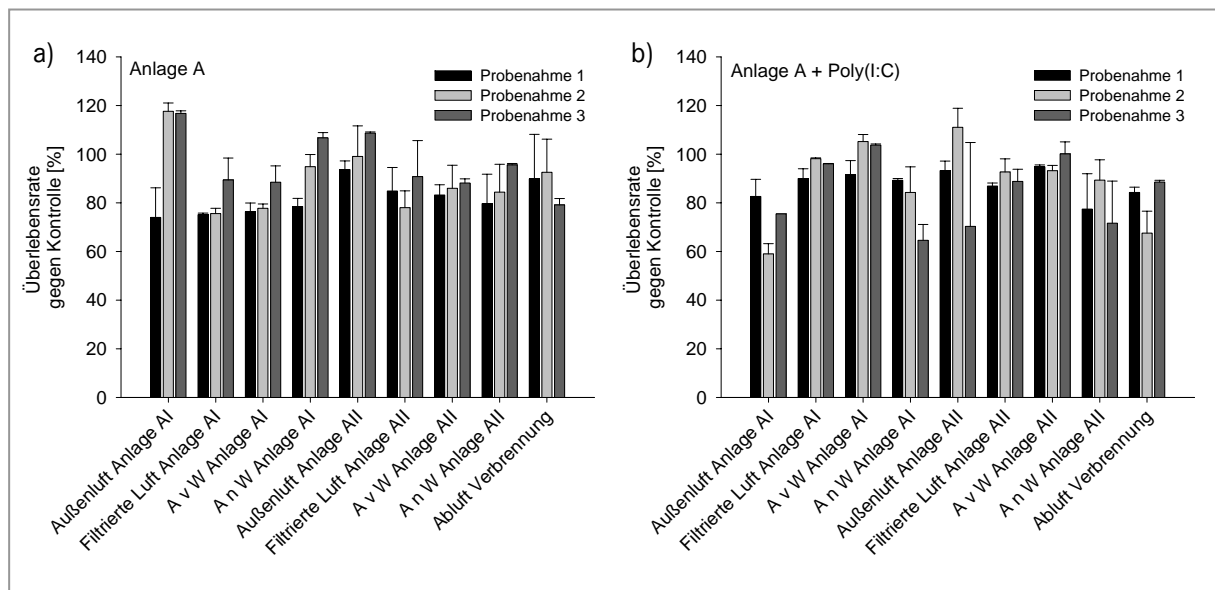 a)
Anlage A
Probenahme 1
Probenahme 2
Probenahme 3
Überlebensrate
gegen Kontrolle [%]
140
120
100
80
60
40
20
0
Außenluft Anlage AI
Filtrierte Luft Anlage AI
A v W Anlage AI
A n W Anlage AI
Außenluft Anlage AII
Filtrierte Luft Anlage AII
A v W Anlage AII
A n W Anlage AII
Abluft Verbrennung
b)
Anlage A + Poly(I:C)
Probenahme 1
Probenahme 2
Probenahme 3
Überlebensrate
gegen Kontrolle [%]
140
120
100
80
60
40
20
0
Außenluft Anlage AI
Filtrierte Luft Anlage AI
A v W Anlage AI
A n W Anlage AI
Außenluft Anlage AII
Filtrierte Luft Anlage AII
A v W Anlage AII
A n W Anlage AII
Abluft Verbrennung